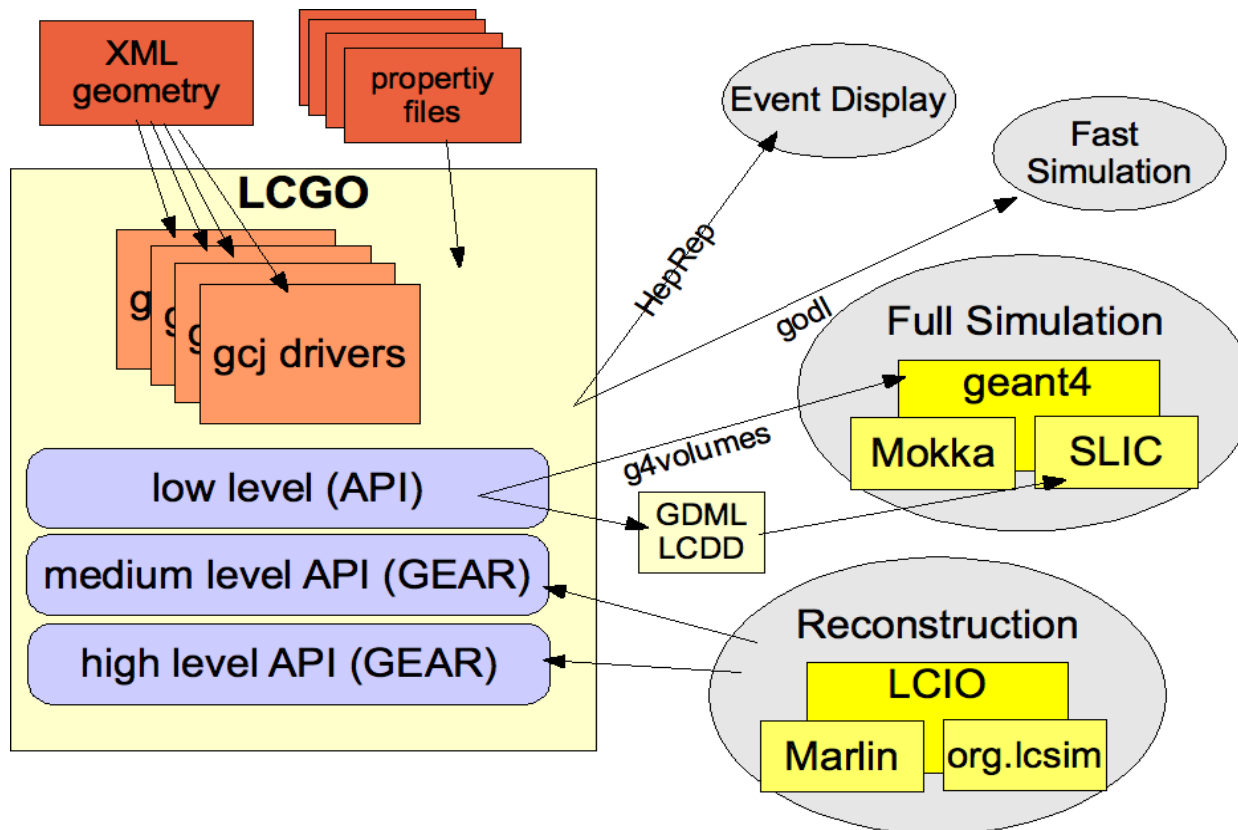 XML
geometry
propertiy
files
Event Display
Fast
Simulation
LCGO
g
g
g
gcj drivers
HepRep
godl
Full Simulation
geant4
Mokka
SLIC
g4volumes
low level (API)
GDML
LCDD
medium level API (GEAR)
high level API (GEAR)
Reconstruction
LCIO
Marlin
org.lcsim